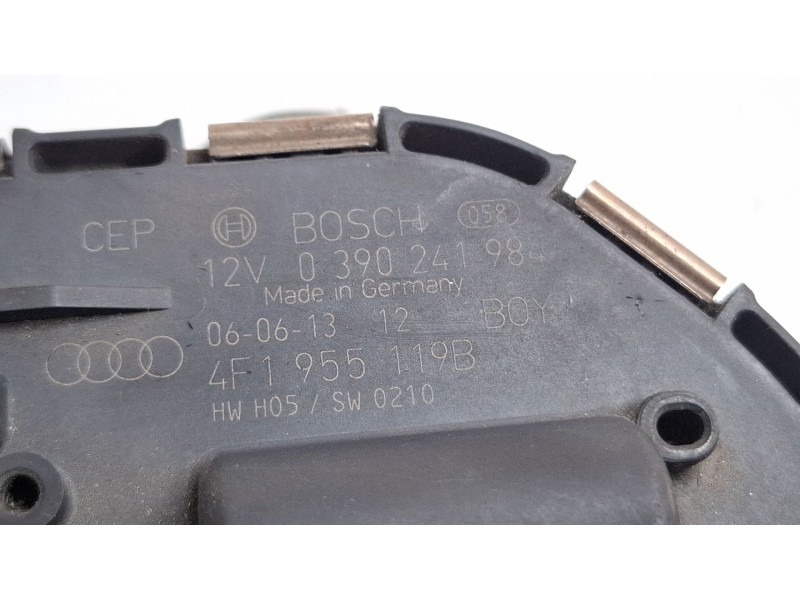 CEP BOSCH 058
12V 0 390 241 984
Made in Germany
06-06-13 12 BOY
4F1 955 119B
HW H05 / SW 0210